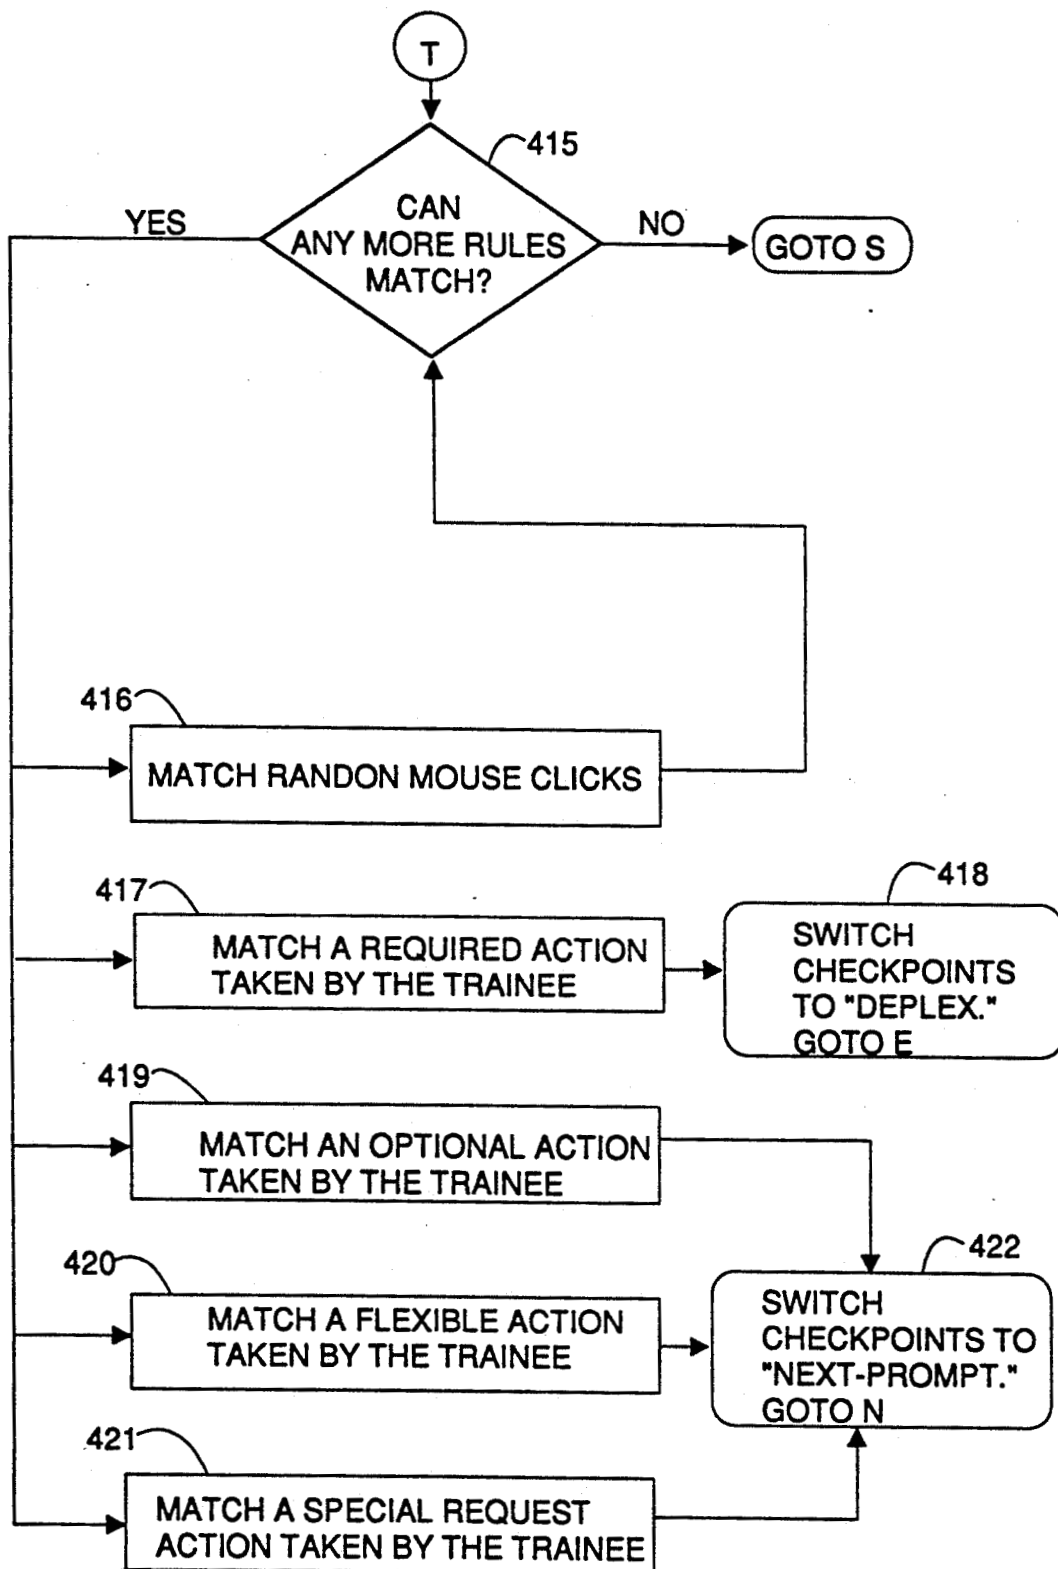 T
415
CAN
ANY MORE RULES
MATCH?
YES
NO
GOTO S
416
MATCH RANDON MOUSE CLICKS
417
MATCH A REQUIRED ACTION
TAKEN BY THE TRAINEE
418
SWITCH
CHECKPOINTS
TO "DEPLEX."
GOTO E
419
MATCH AN OPTIONAL ACTION
TAKEN BY THE TRAINEE
420
MATCH A FLEXIBLE ACTION
TAKEN BY THE TRAINEE
422
SWITCH
CHECKPOINTS TO
"NEXT-PROMPT."
GOTO N
421
MATCH A SPECIAL REQUEST
ACTION TAKEN BY THE TRAINEE